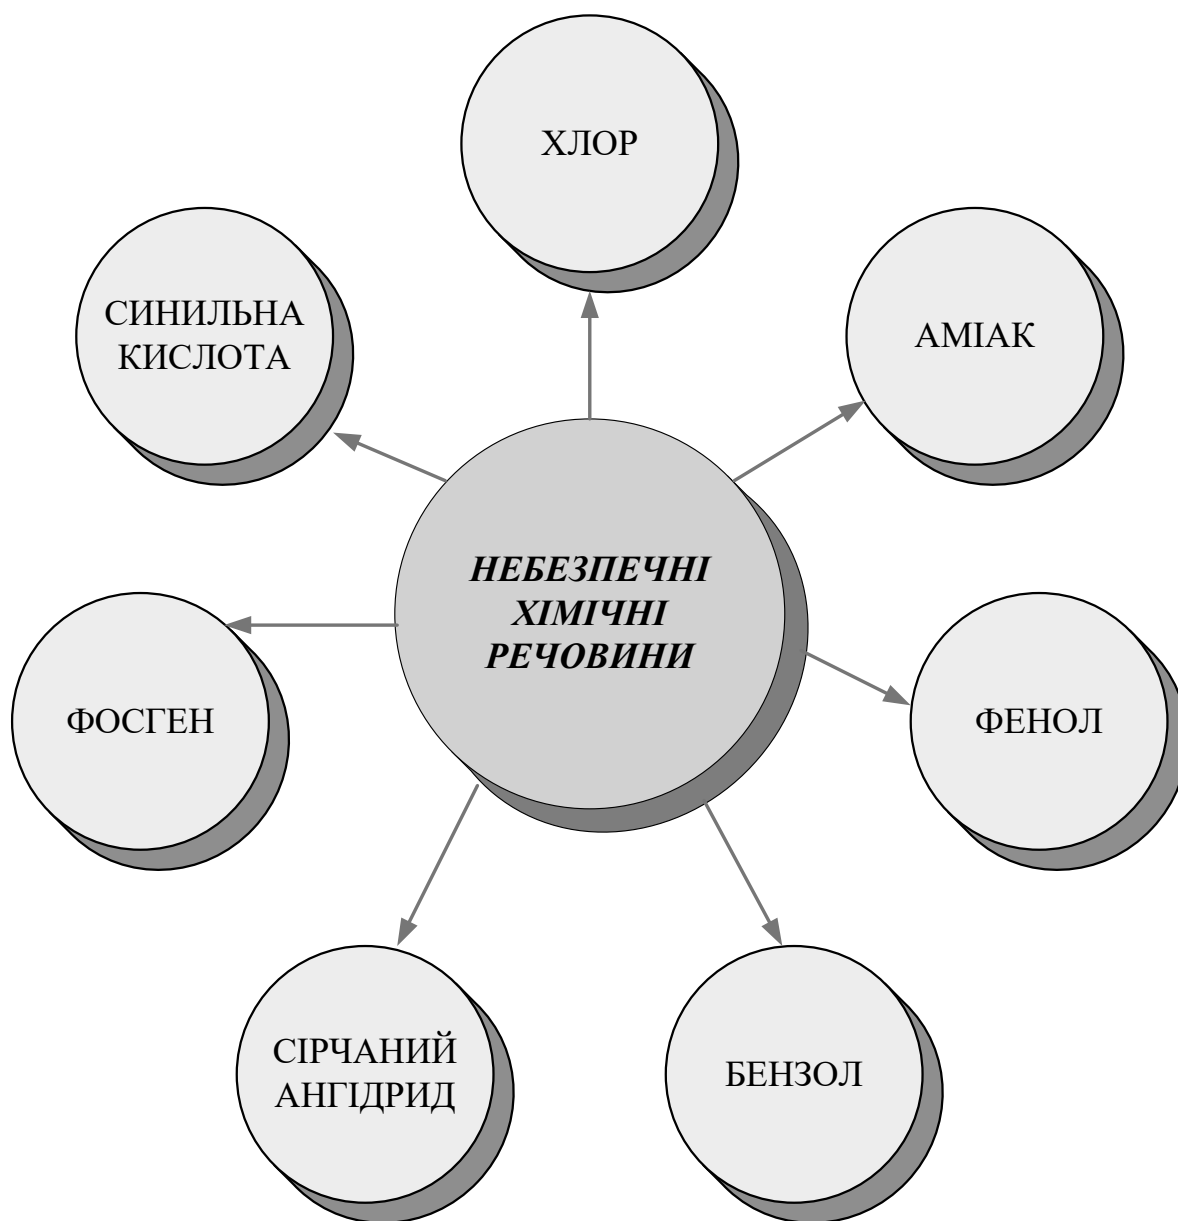 ХЛОР
СИНИЛЬНА
КИСЛОТА
АМІАК
НЕБЕЗПЕЧНІ
ХІМІЧНІ
РЕЧОВИНИ
ФОСГЕН
ФЕНОЛ
СІРЧАНИЙ
АНГІДРИД
БЕНЗОЛ